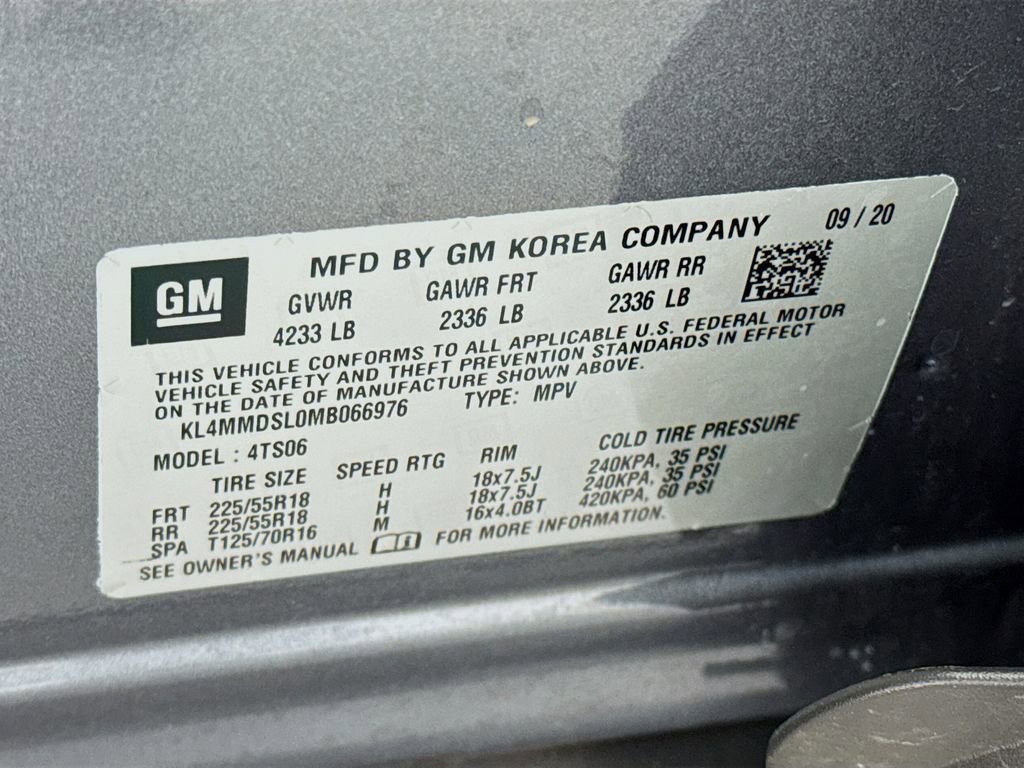 GM
MFD BY GM KOREA COMPANY 09 / 20
GVWR GAWR FRT GAWR RR
4233 LB 2336 LB 2336 LB
THIS VEHICLE CONFORMS TO ALL APPLICABLE U.S. FEDERAL MOTOR
VEHICLE SAFETY AND THEFT PREVENTION STANDARDS IN EFFECT
ON THE DATE OF MANUFACTURE SHOWN ABOVE.
KL4MMDSL0MB066976 TYPE: MPV
MODEL : 4TS06
TIRE SIZE SPEED RTG RIM COLD TIRE PRESSURE
FRT 225/55R18 H 18x7.5J 240KPA, 35 PSI
RR 225/55R18 H 18x7.5J 240KPA, 35 PSI
SPA T125/70R16 M 16x4.0BT 420KPA, 60 PSI
SEE OWNER'S MANUAL FOR MORE INFORMATION.